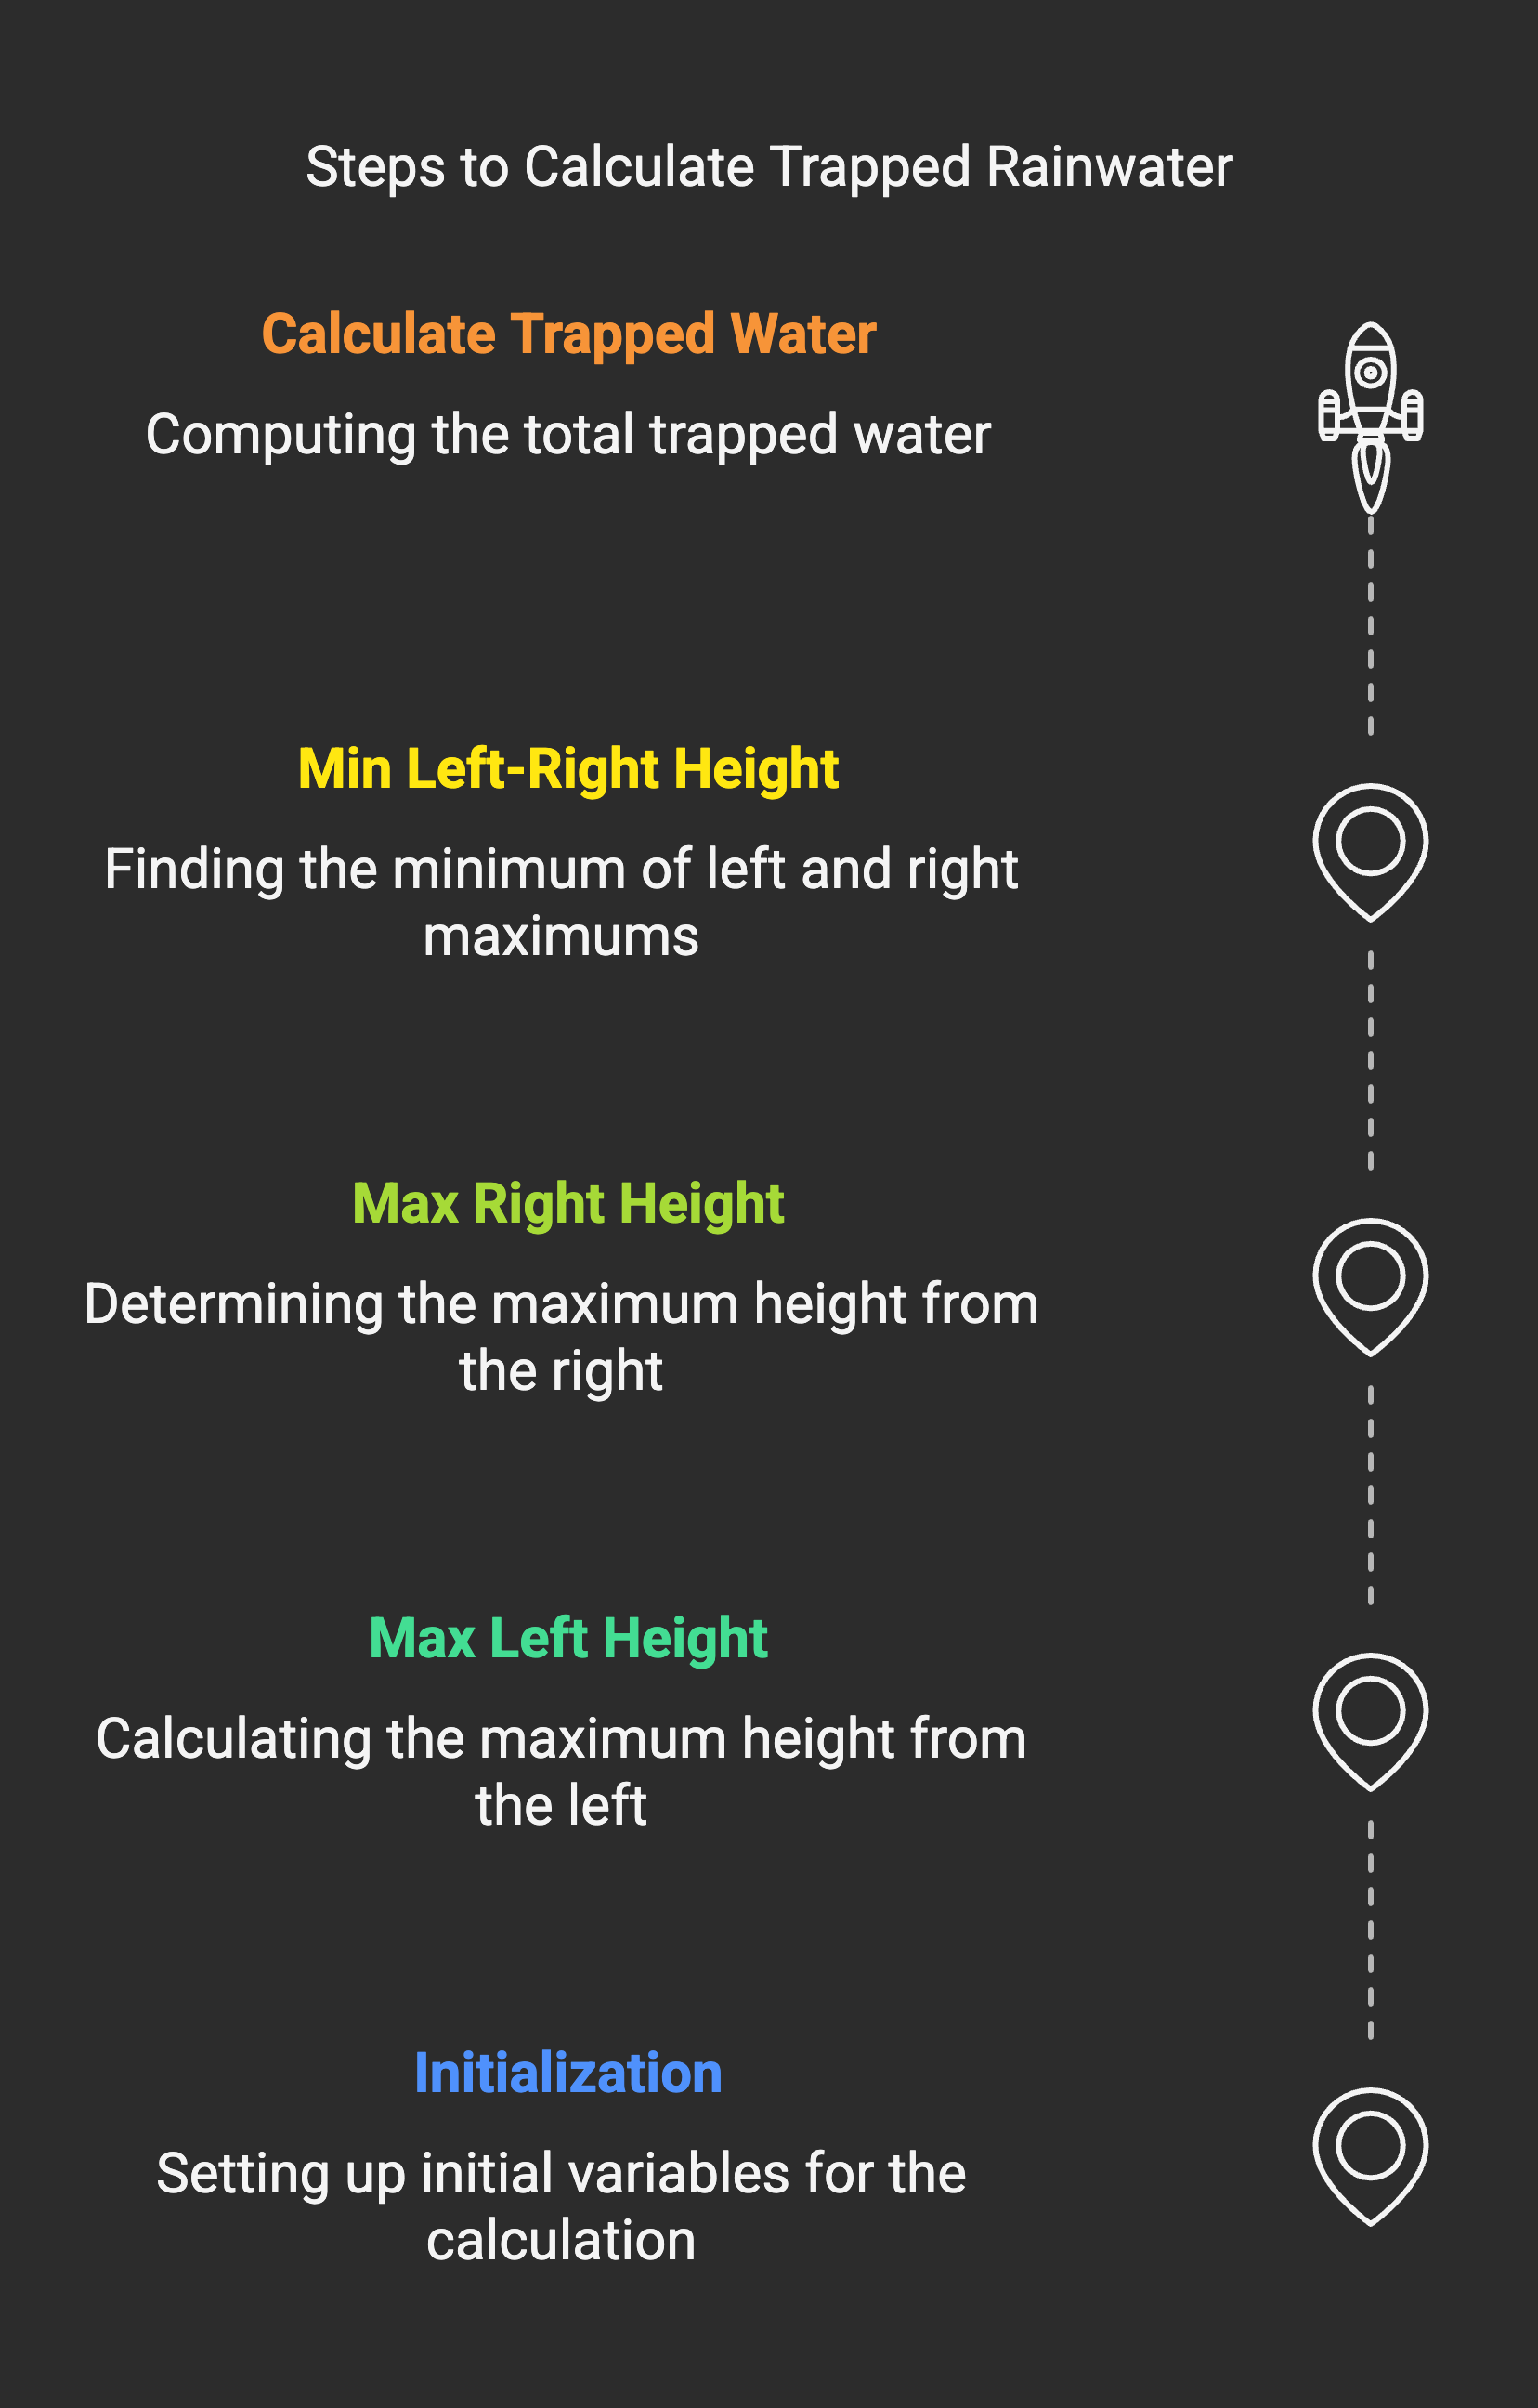 Steps to Calculate Trapped Rainwater
Calculate Trapped Water
Computing the total trapped water
Min Left-Right Height
Finding the minimum of left and right
maximums
Max Right Height
Determining the maximum height from
the right
Max Left Height
Calculating the maximum height from
the left
Initialization
Setting up initial variables for the
calculation